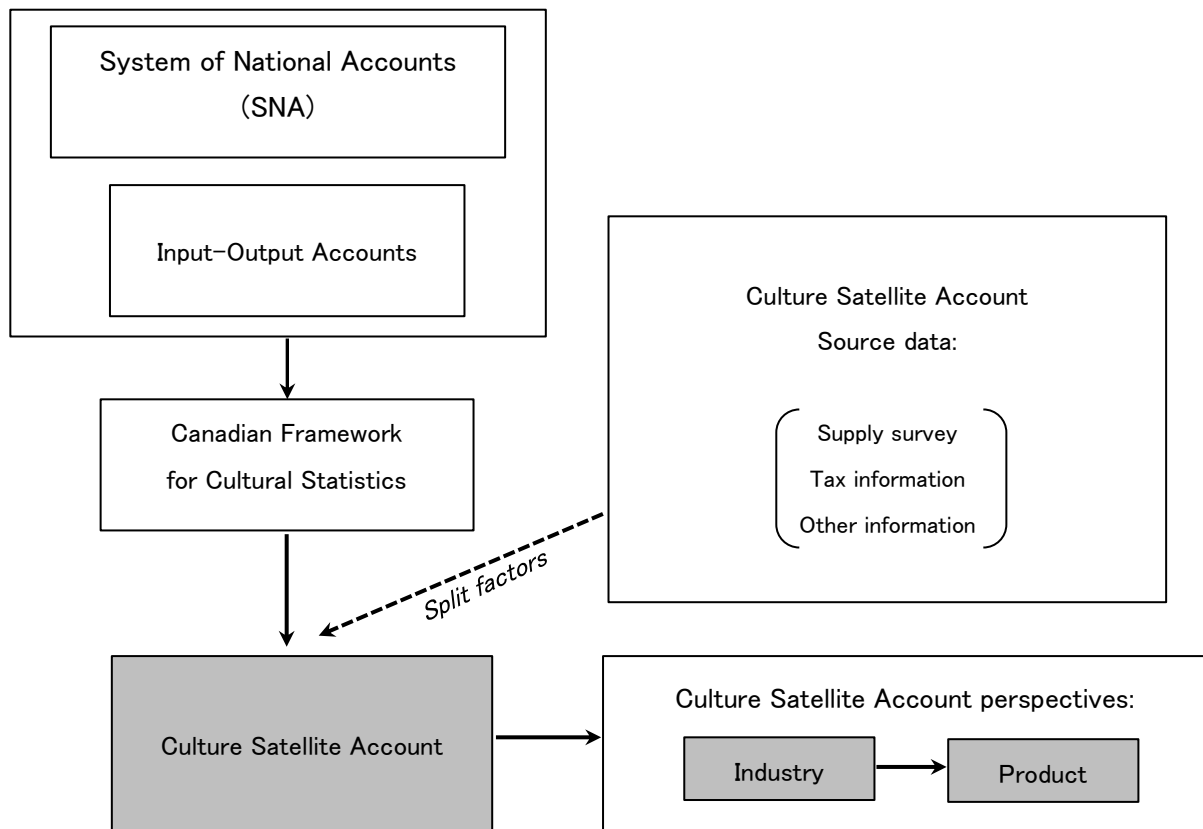 System of National Accounts
(SNA)
Input-Output Accounts
Canadian Framework
for Cultural Statistics
Culture Satellite Account
Source data:
Supply survey
Tax information
Other information
Split factors
Culture Satellite Account
Culture Satellite Account perspectives:
Industry
Product